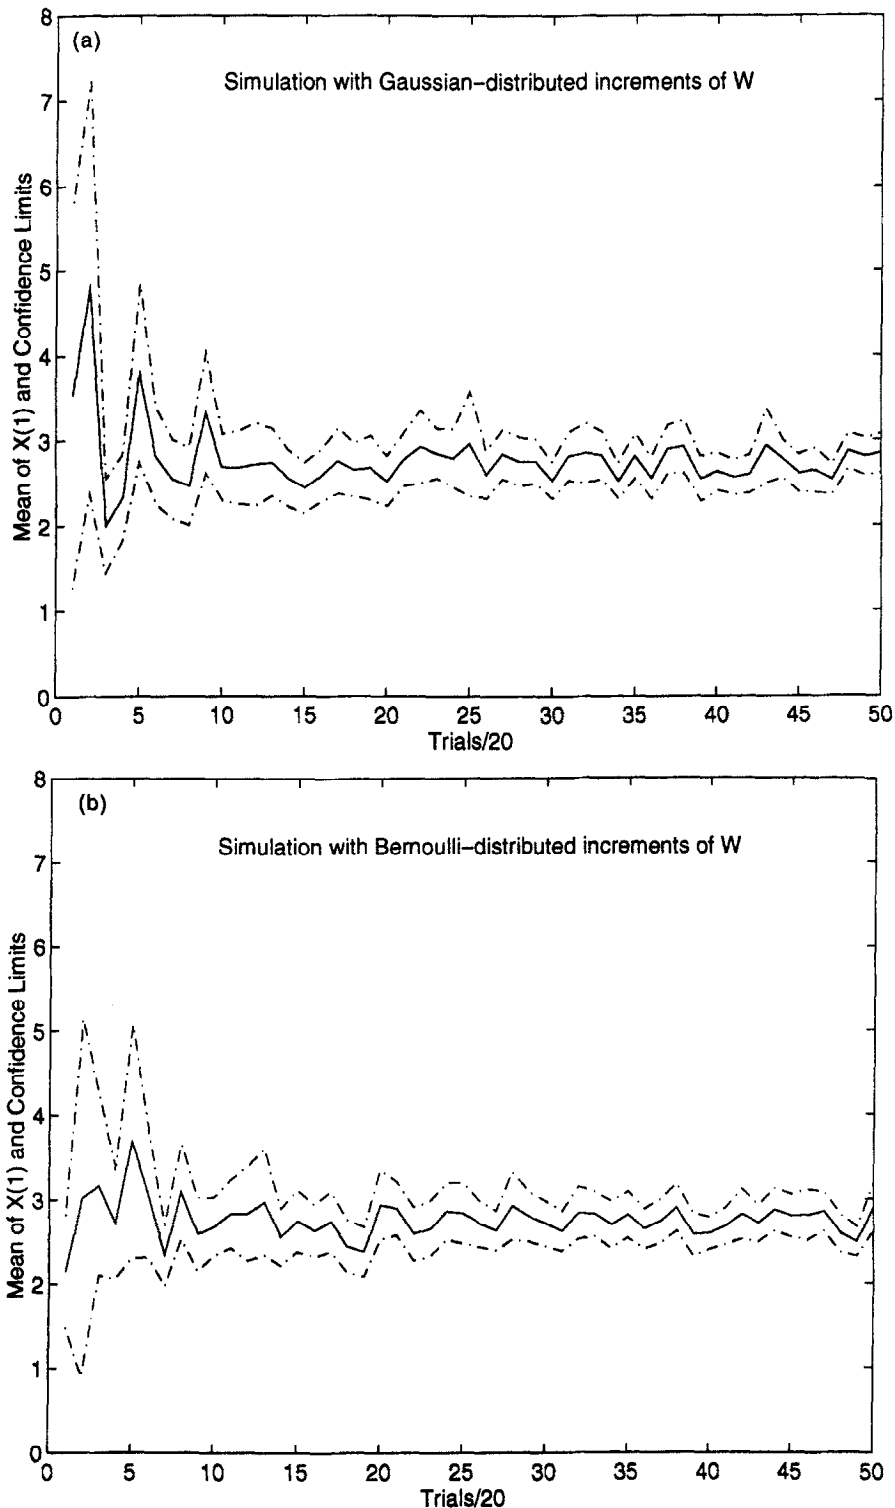 (a)
Simulation with Gaussian-distributed increments of W
Mean of X(1) and Confidence Limits
8
7
6
5
4
3
2
1
0
0 5 10 15 20 25 30 35 40 45 50
Trials/20
(b)
Simulation with Bernoulli-distributed increments of W
Mean of X(1) and Confidence Limits
8
7
6
5
4
3
2
1
0
0 5 10 15 20 25 30 35 40 45 50
Trials/20